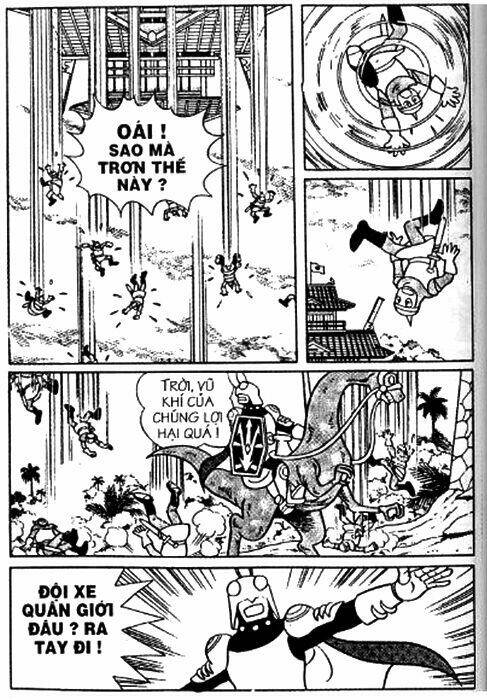 OÁI !
SAO MÀ
TRƠN THẾ
NÀY ?
TRỜI, VŨ
KHÍ CỦA
CHÚNG LỢI
HẠI QUÁ !
ĐỘI XE
QUÂN GIỚI
ĐÂU ? RA
TAY ĐI !